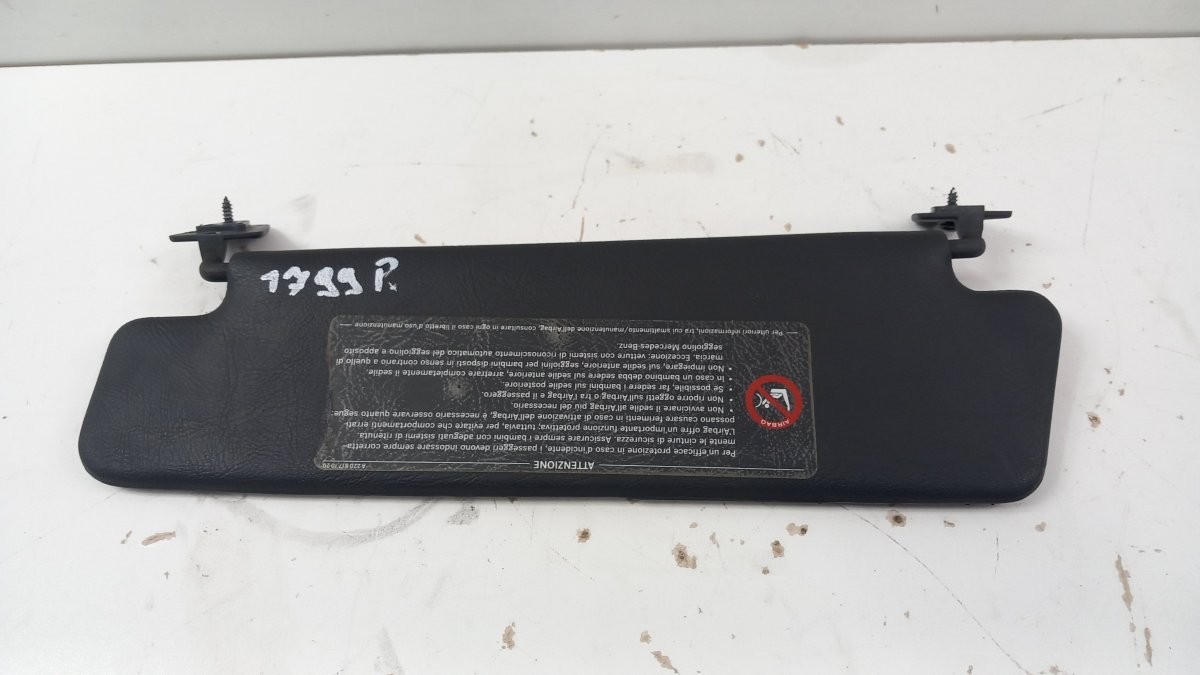 1799 P.
ATTENZIONE
Per un'efficace protezione in caso d'incidente, i passeggeri devono indossare sempre corretta-
mente le cinture di sicurezza. Assicurare sempre i bambini con adeguati sistemi di ritenuta.
L'Airbag offre un'importante funzione protettiva; tuttavia, per evitare che comportamenti errati
possano causare ferimenti in caso di attivazione dell'Airbag, è necessario osservare quanto segue:
• Non avvicinare il sedile all'Airbag più del necessario.
• Non riporre oggetti sull'Airbag o tra l'Airbag e il passeggero.
• Se possibile, far sedere i bambini sul sedile posteriore.
• In caso un bambino debba sedere sul sedile anteriore, arretrare completamente il sedile.
• Non impiegare, sul sedile anteriore, seggiolini per bambini disposti in senso contrario a quello di
marcia. Eccezione: vetture con sistemi di riconoscimento automatico del seggiolino e apposito
seggiolino Mercedes-Benz.
Per ulteriori informazioni, tra cui smaltimento/manutenzione dell'Airbag, consultare in ogni caso il libretto d'uso manutenzione
AIRBAG